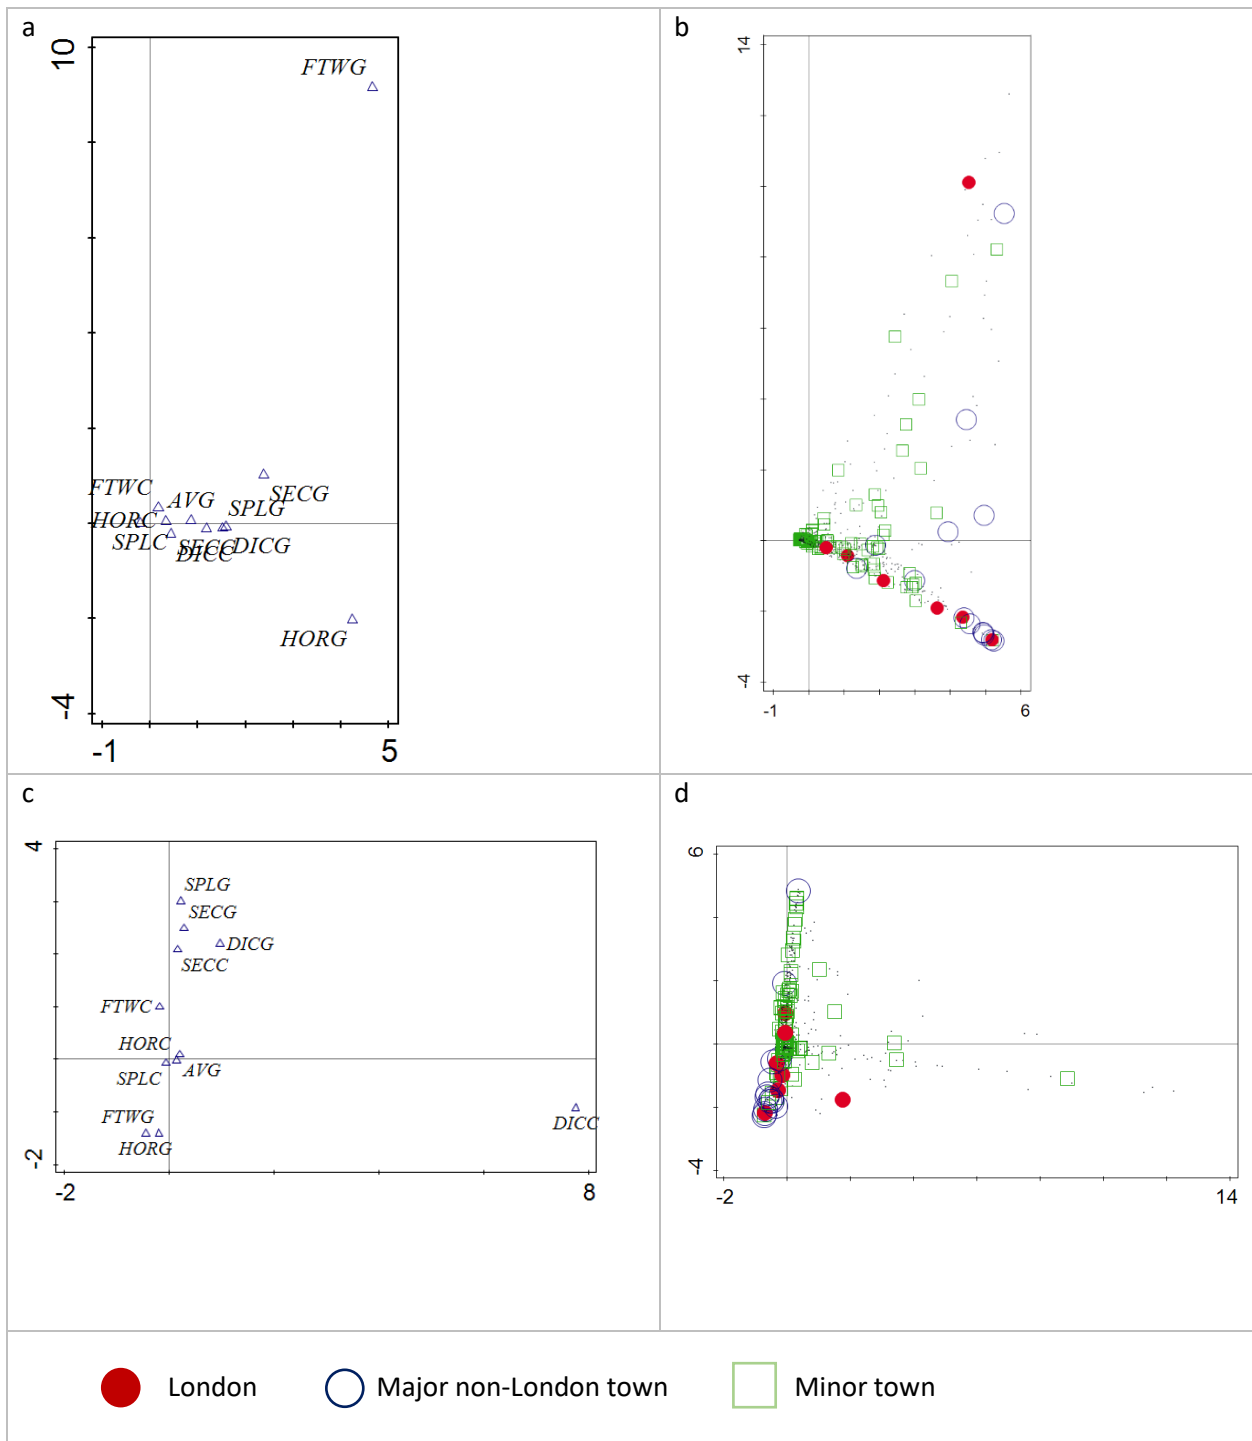 a
10
FTWG
FTWC
AVG
SECG
SPLG
HORC
SPLC
SECC
DICG
DICC
HORG
-4
-1
5
b
14
-4
-1
6
c
4
SPLG
SECG
DICG
SECC
FTWC
HORC
SPLC
AVG
FTWG
HORG
DICC
-2
-2
8
d
6
-4
-2
14
London
Major non-London town
Minor town